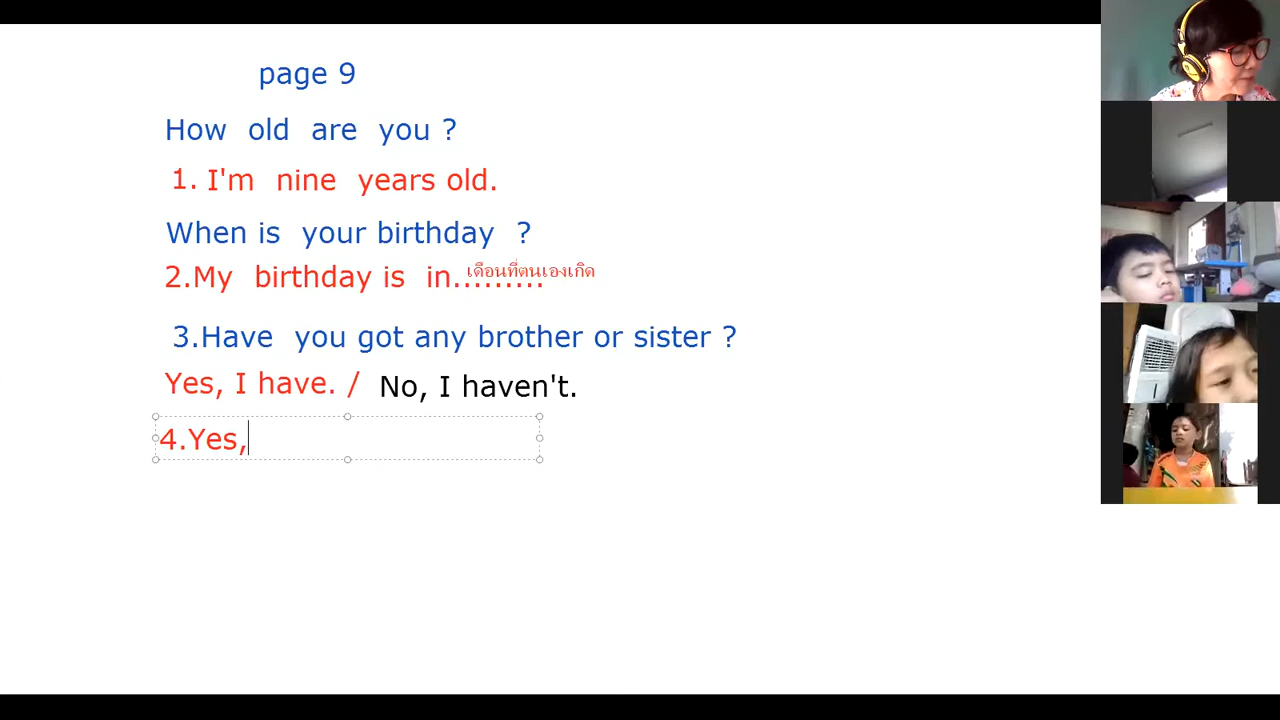 page 9
How old are you ?
1. I'm nine years old.
When is your birthday ?
2.My birthday is in.........เดือนที่ตนเองเกิด
3.Have you got any brother or sister ?
Yes, I have. / No, I haven't.
4.Yes,